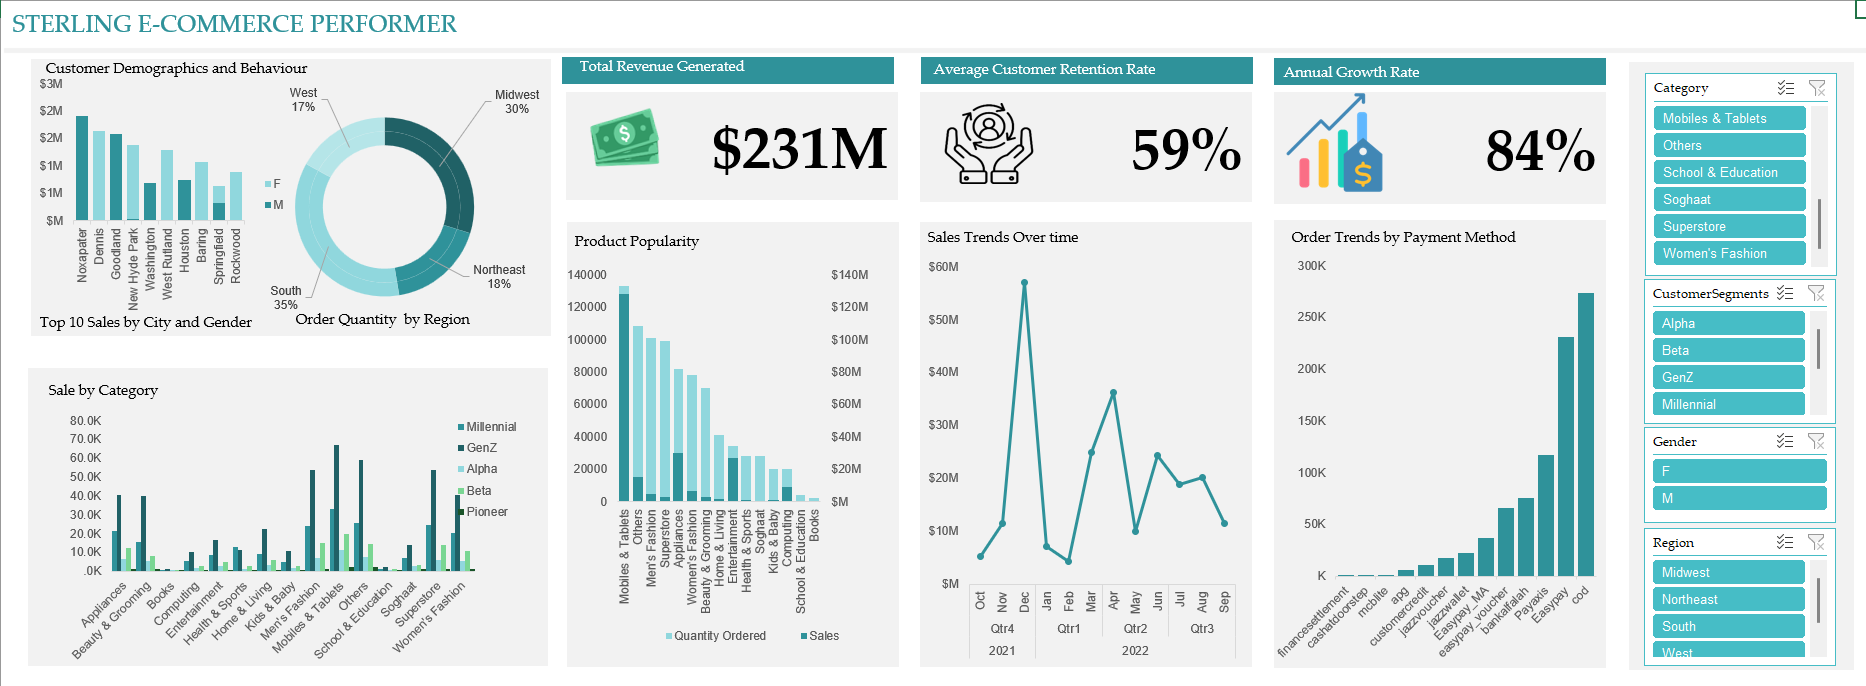 STERLING E-COMMERCE PERFORMER
Customer Demographics and Behaviour
$3M
$2M
$2M
$1M
$1M
$M
Noxapater
Dennis
Goodland
New Hyde Park
Washington
West Rutland
Houston
Baring
Springfield
Rockwood
F
M
Top 10 Sales by City and Gender
West
17%
Midwest
30%
Northeast
18%
South
35%
Order Quantity by Region
Sale by Category
80.0K
70.0K
60.0K
50.0K
40.0K
30.0K
20.0K
10.0K
.0K
Appliances
Beauty & Grooming
Books
Computing
Entertainment
Health & Sports
Home & Living
Kids & Baby
Men's Fashion
Mobiles & Tablets
Others
School & Education
Soghaat
Superstore
Women's Fashion
Millennial
GenZ
Alpha
Beta
Pioneer
Total Revenue Generated
$231M
Average Customer Retention Rate
59%
Annual Growth Rate
84%
Product Popularity
140000
120000
100000
80000
60000
40000
20000
0
$140M
$120M
$100M
$80M
$60M
$40M
$20M
$M
Mobiles & Tablets
Others
Men's Fashion
Superstore
Appliances
Women's Fashion
Beauty & Grooming
Home & Living
Entertainment
Health & Sports
Soghaat
Kids & Baby
Computing
School & Education
Books
Quantity Ordered
Sales
Sales Trends Over time
$60M
$50M
$40M
$30M
$20M
$10M
$M
Oct
Nov
Dec
Jan
Feb
Mar
Apr
May
Jun
Jul
Aug
Sep
Qtr4
Qtr1
Qtr2
Qtr3
2021
2022
Order Trends by Payment Method
300K
250K
200K
150K
100K
50K
K
financesettlement
cashatdoorstep
mcblite
apg
customercredit
jazzvoucher
jazzwallet
Easypay_MA
easypay_voucher
bankalfalah
Payaxis
Easypay
cod
Category
Mobiles & Tablets
Others
School & Education
Soghaat
Superstore
Women's Fashion
CustomerSegments
Alpha
Beta
GenZ
Millennial
Gender
F
M
Region
Midwest
Northeast
South
West